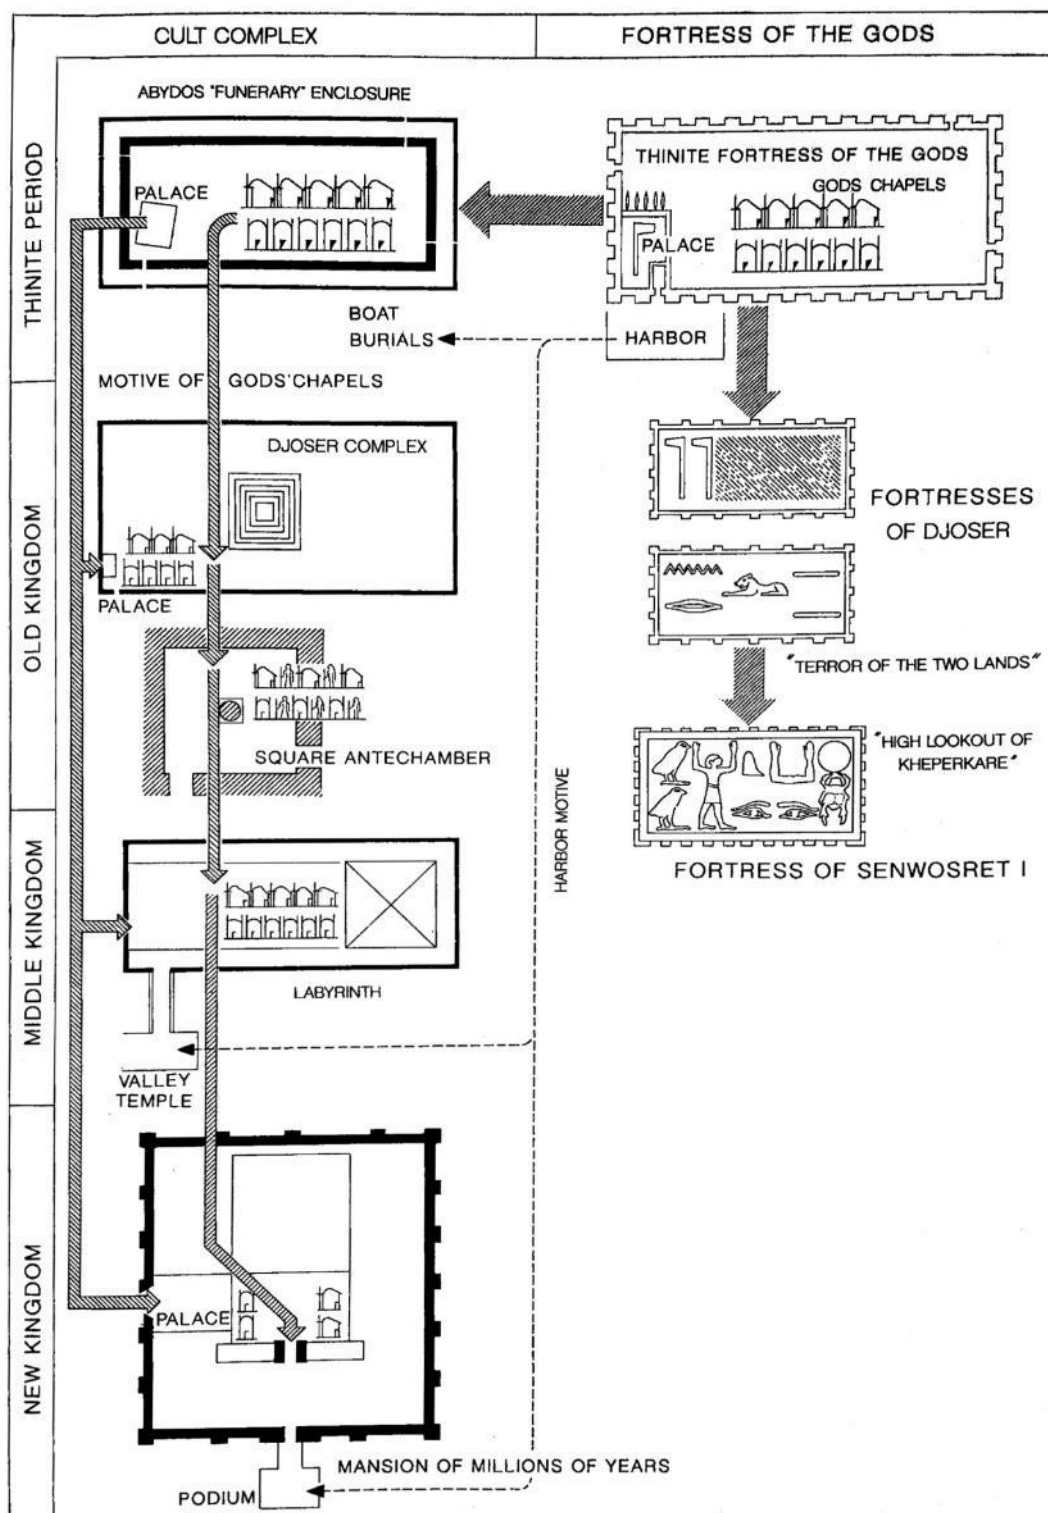 CULT COMPLEX
FORTRESS OF THE GODS
THINITE PERIOD
ABYDOS "FUNERARY" ENCLOSURE
PALACE
THINITE FORTRESS OF THE GODS
GODS CHAPELS
PALACE
BOAT
BURIALS
HARBOR
MOTIVE OF GODS' CHAPELS
OLD KINGDOM
DJOSER COMPLEX
PALACE
FORTRESSES
OF DJOSER
"TERROR OF THE TWO LANDS"
SQUARE ANTECHAMBER
"HIGH LOOKOUT OF
KHEPERKARE"
FORTRESS OF SENWOSRET I
HARBOR MOTIVE
MIDDLE KINGDOM
LABYRINTH
VALLEY
TEMPLE
NEW KINGDOM
PALACE
MANSION OF MILLIONS OF YEARS
PODIUM